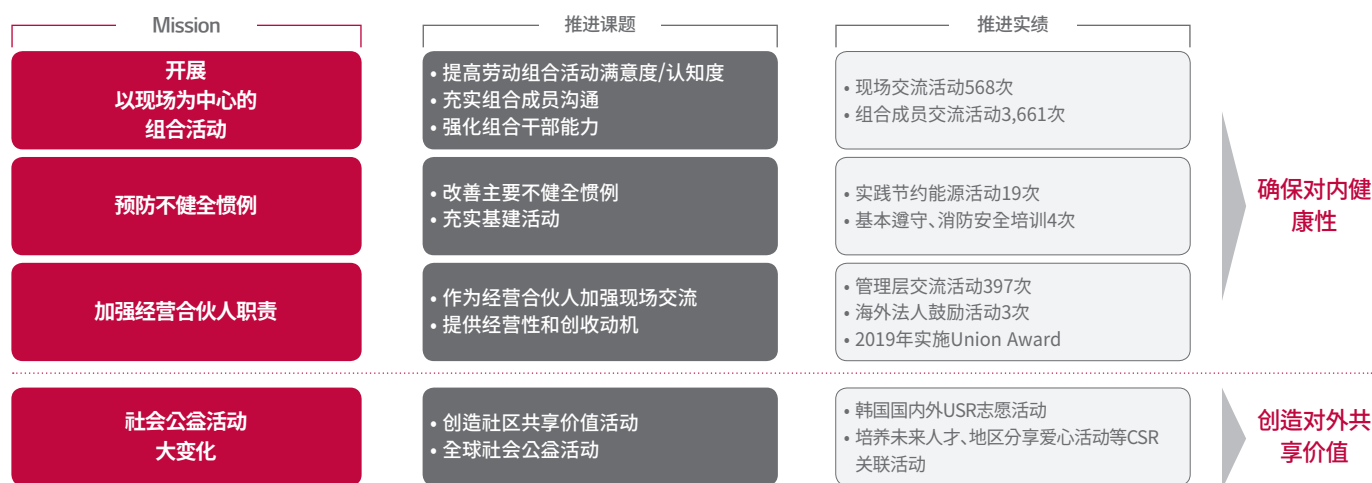 Mission
推进课题
推进实绩
开展
以现场为中心的
组合活动
• 提高劳动组合活动满意度/认知度
• 充实组合成员沟通
• 强化组合干部能力
• 现场交流活动568次
• 组合成员交流活动3,661次
预防不健全惯例
• 改善主要不健全惯例
• 充实基建活动
• 实践节约能源活动19次
• 基本遵守、消防安全培训4次
加强经营合伙人职责
• 作为经营合伙人加强现场交流
• 提供经营性和创收动机
• 管理层交流活动397次
• 海外法人鼓励活动3次
• 2019年实施Union Award
确保对内健
康性
社会公益活动
大变化
• 创造社区共享价值活动
• 全球社会公益活动
• 韩国国内外USR志愿活动
• 培养未来人才、地区分享爱心活动等CSR
关联活动
创造对外共
享价值